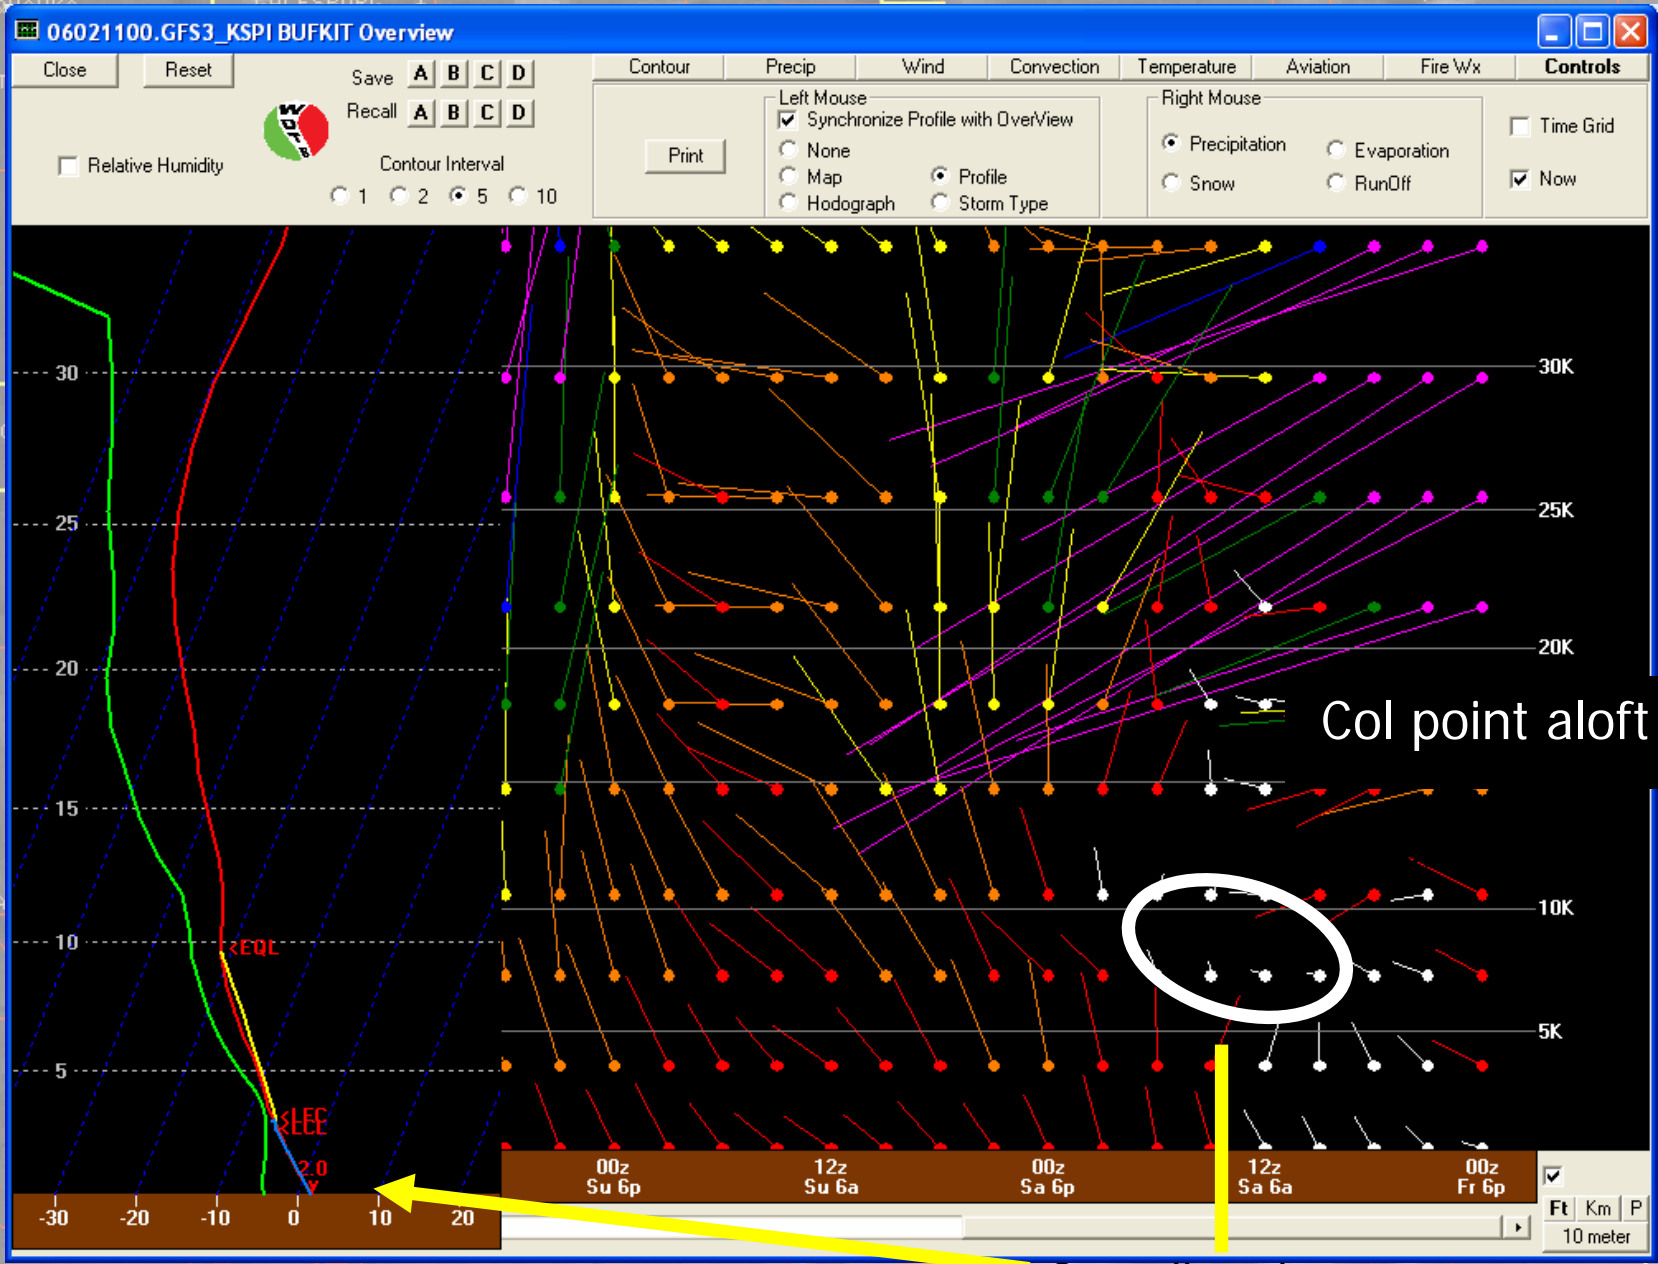 06021100.GFS3_KSPI BUFKIT Overview
Close Reset Save A B C D
Recall A B C D
Relative Humidity
Contour Interval
1 2 5 10
Contour Precip Wind Convection Temperature Aviation Fire Wx Controls
Print
Left Mouse
Synchronize Profile with OverView
None
Map Profile
Hodograph Storm Type
Right Mouse
Precipitation Evaporation
Snow RunOff
Time Grid
Now
30
25
20
15
10
5
<EQL
<LFC
<LCL
2.0
-30 -20 -10 0 10 20
30K
25K
20K
10K
5K
Col point aloft
00z 12z 00z 12z 00z
Su 6p Su 6a Sa 6p Sa 6a Fr 6p
Ft Km P
10 meter